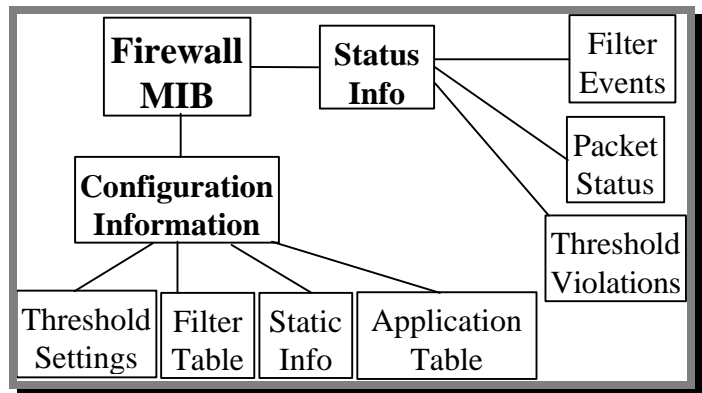 Firewall
MIB
Status
Info
Filter
Events
Packet
Status
Threshold
Violations
Configuration
Information
Threshold
Settings
Filter
Table
Static
Info
Application
Table